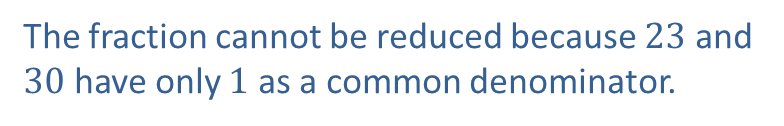 The fraction cannot be reduced because 23 and
30 have only 1 as a common denominator.